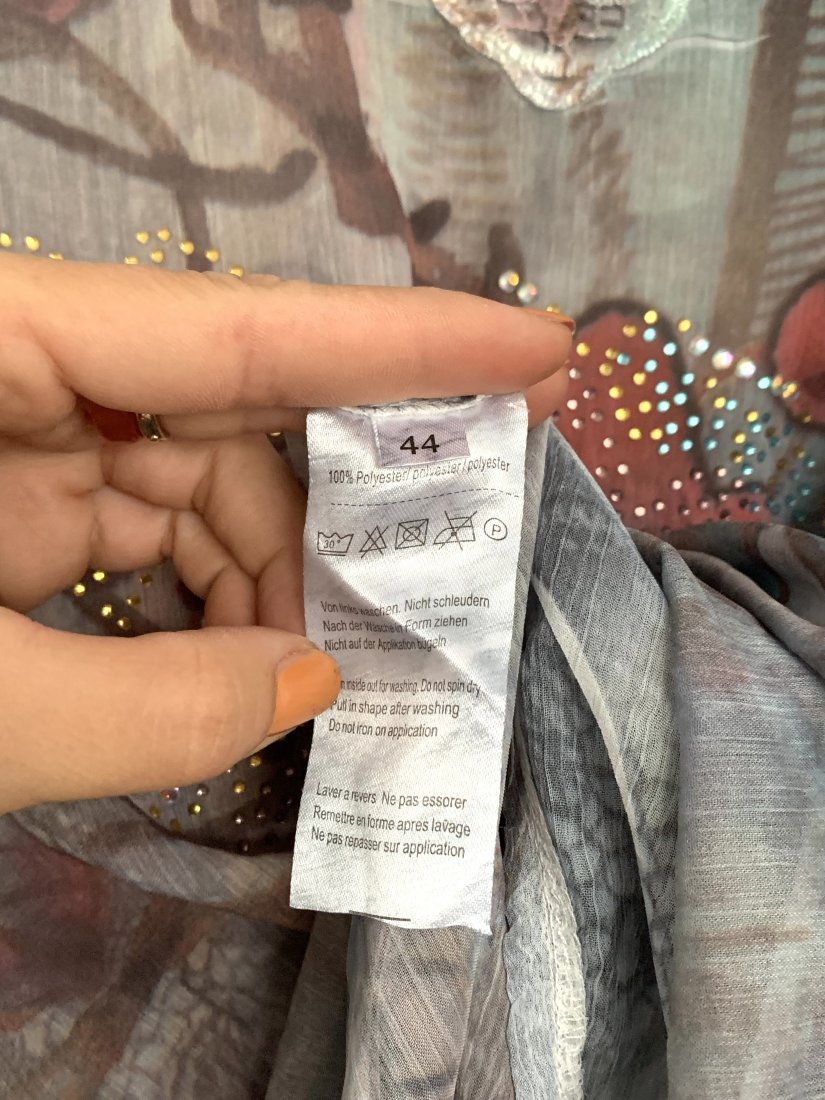 44
100% Polyester/ polyester / polyester
30°
P
Von links waschen. Nicht schleudern
Nach der Wäsche in Form ziehen
Nicht auf der Applikation bügeln
inside out for washing. Do not spin dry
Pull in shape after washing
Do not iron on application
Laver a revers Ne pas essorer
Remettre en forme apres lavage
Ne pas repasser sur application